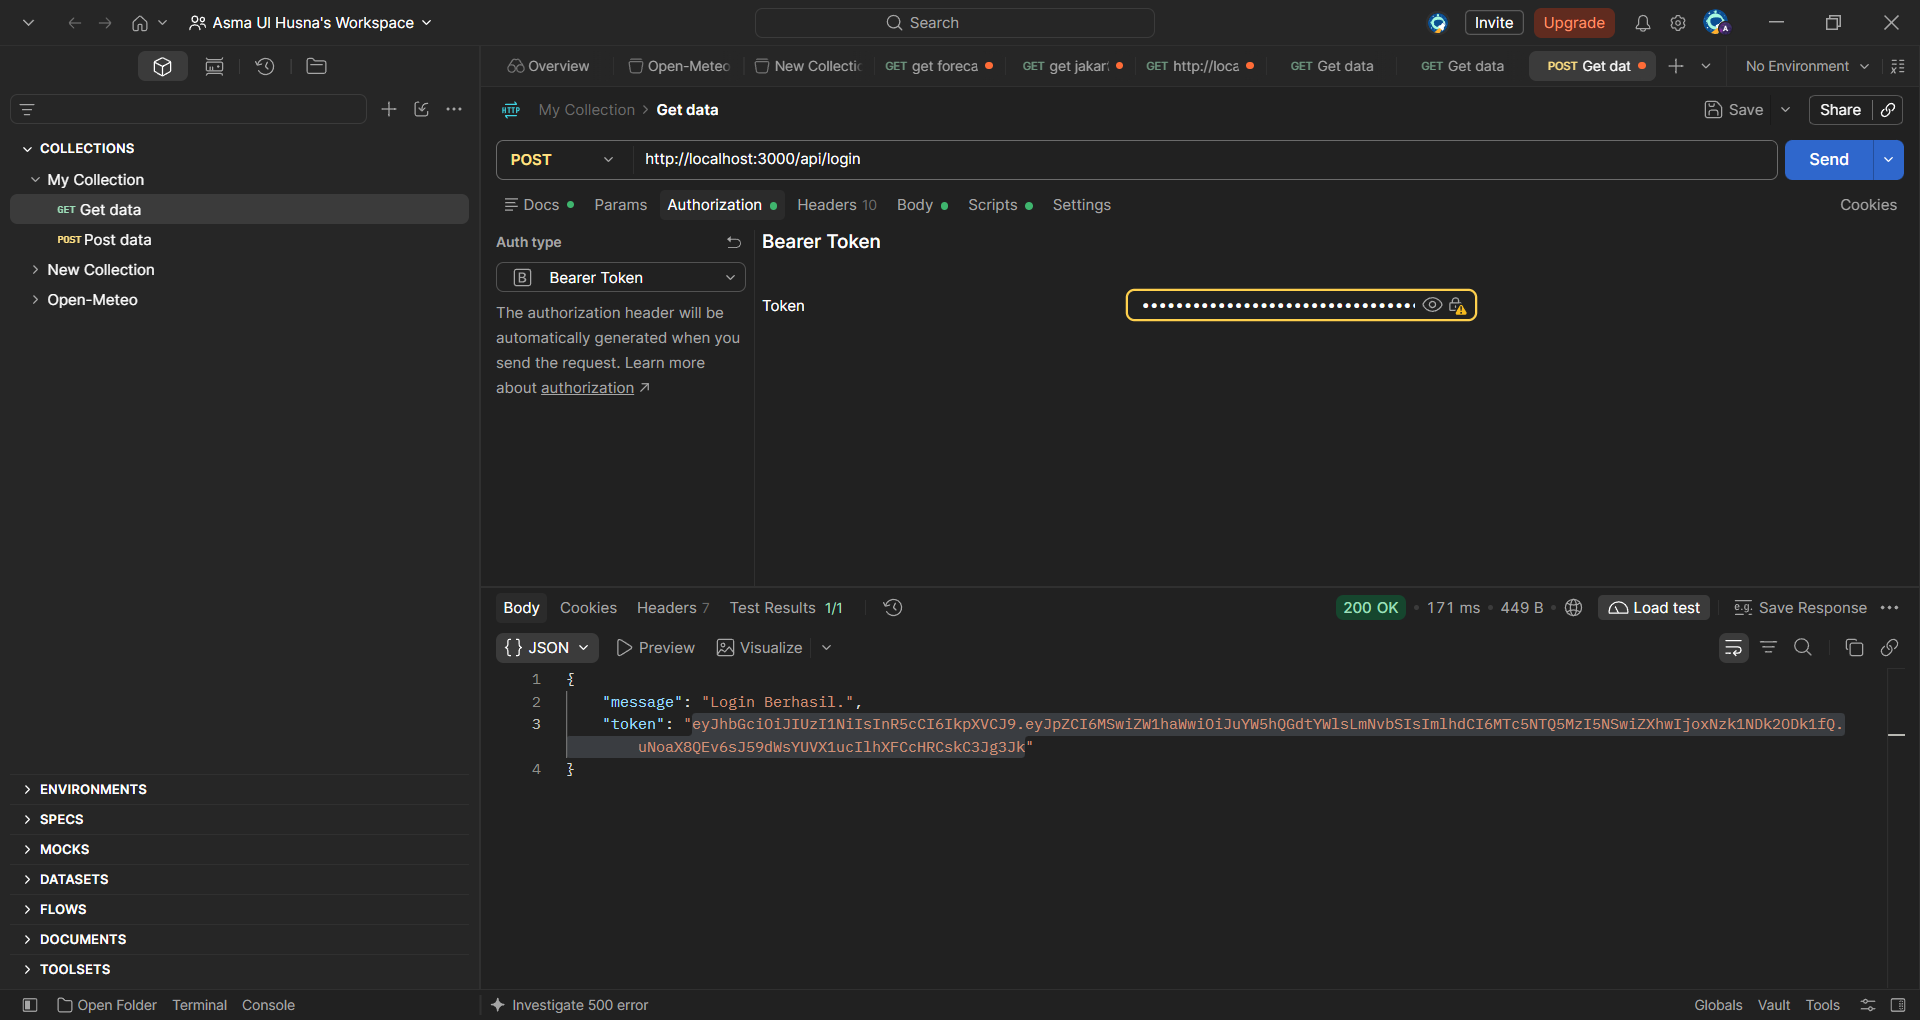 Asma Ul Husna's Workspace
Search
Invite
Upgrade
A
Overview
Open-Meteo
New Collectic
GET get foreca
GET get jakar
GET http://loca
GET Get data
GET Get data
POST Get dat
No Environment
HTTP My Collection > Get data
Save
Share
COLLECTIONS
My Collection
GET Get data
POST Post data
New Collection
Open-Meteo
POST http://localhost:3000/api/login
Send
Docs Params Authorization Headers 10 Body Scripts Settings
Cookies
Auth type
B Bearer Token
The authorization header will be
automatically generated when you
send the request. Learn more
about authorization ↗
Bearer Token
Token
Body Cookies Headers 7 Test Results 1/1
200 OK • 171 ms • 449 B •
Load test
e.g. Save Response
{} JSON
Preview
Visualize
1 {
2 "message": "Login Berhasil.",
3 "token": "eyJhbGciOiJIUzI1NiIsInR5cCI6IkpXVCJ9.eyJpZCI6MSwiZW1haWwiOiJuYW5hQGdtYWlsLmNvbSIsImlhdCI6MTc5NTQ5MzI5NSwiZXhwIjoxNzk1NDk2ODk1fQ.
uNoaX8QEv6sJ59dWsYUVX1ucIlhXFCcHRCskC3Jg3Jk"
4 }
ENVIRONMENTS
SPECS
MOCKS
DATASETS
FLOWS
DOCUMENTS
TOOLSETS
Open Folder Terminal Console
Investigate 500 error
Globals Vault Tools